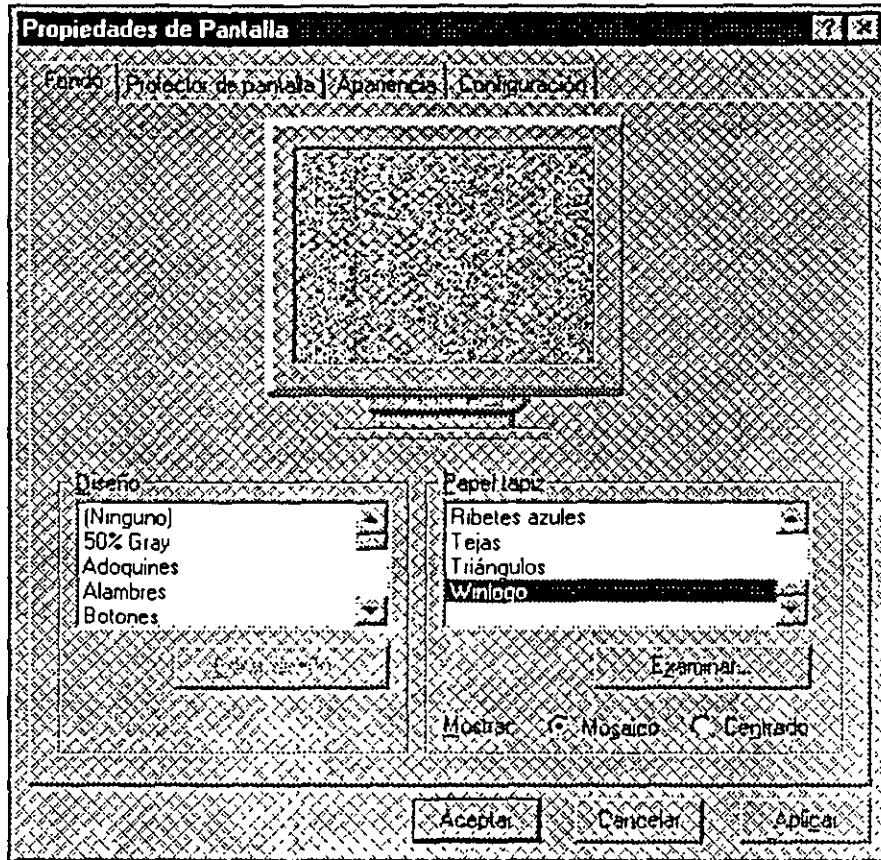 Propiedades de Pantalla
Fondo Protector de pantalla Apariencia Configuración
Diseño
(Ninguno)
50% Gray
Adoquines
Alambres
Botones
Papel tapiz
Ribetes azules
Tejas
Triángulos
Winlogo
Examinar...
Mostrar: Mosaico Centrado
Aceptar Cancelar Aplicar